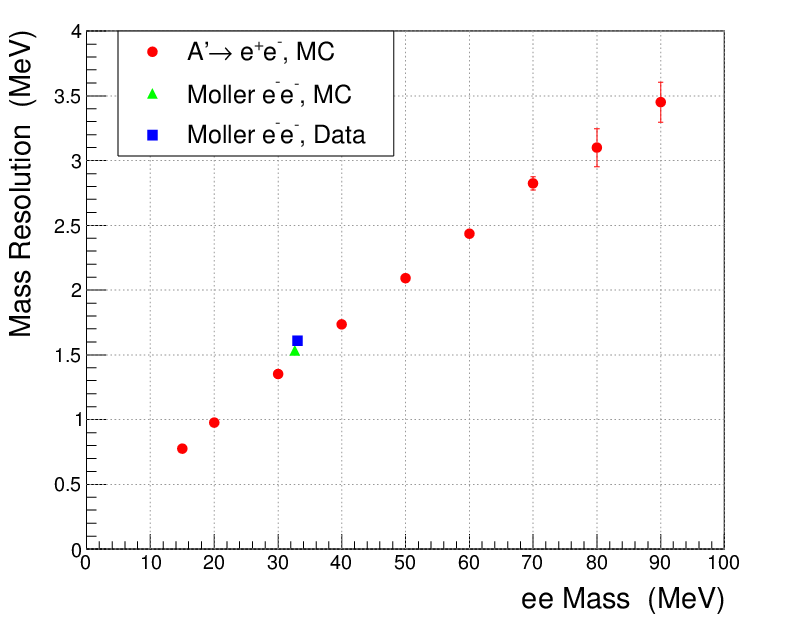 A'→ e⁺e⁻, MC
Moller e⁻e⁻, MC
Moller e⁻e⁻, Data
Mass Resolution (MeV)
4
3.5
3
2.5
2
1.5
1
0.5
0
0 10 20 30 40 50 60 70 80 90 100
ee Mass (MeV)